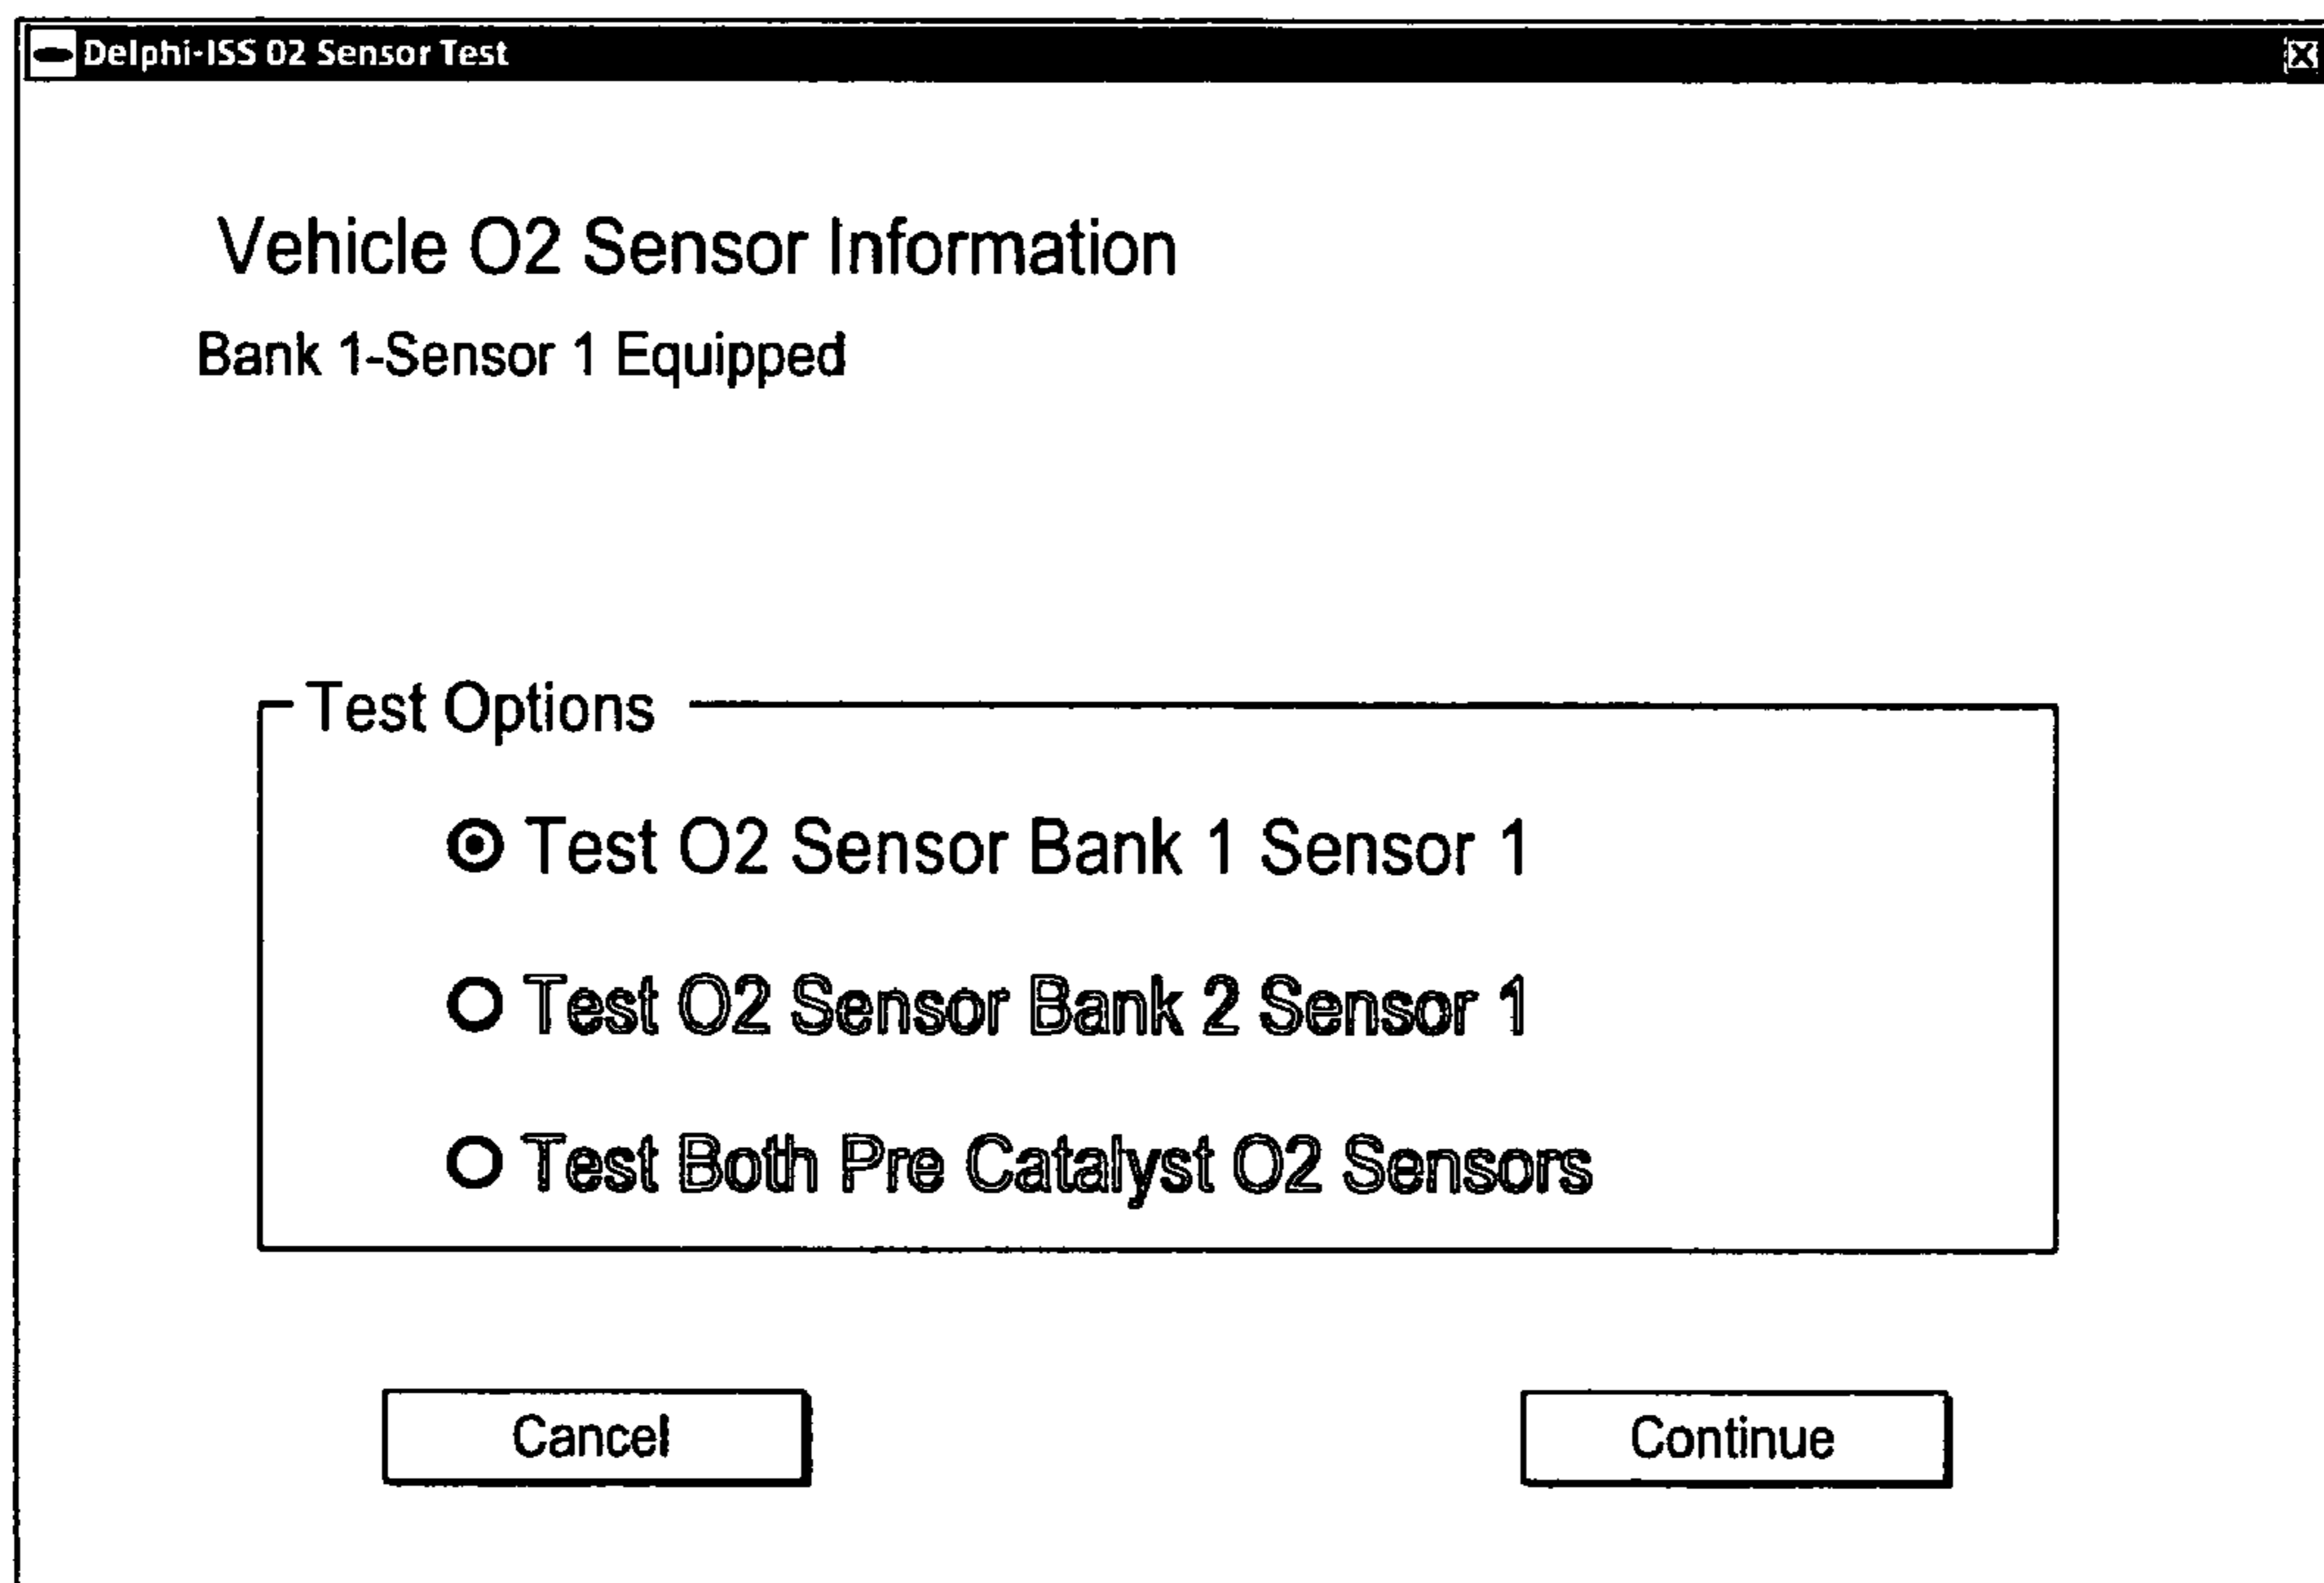 Delphi-ISS O2 Sensor Test
Vehicle O2 Sensor Information
Bank 1-Sensor 1 Equipped
Test Options
Test O2 Sensor Bank 1 Sensor 1
Test O2 Sensor Bank 2 Sensor 1
Test Both Pre Catalyst O2 Sensors
Cancel
Continue